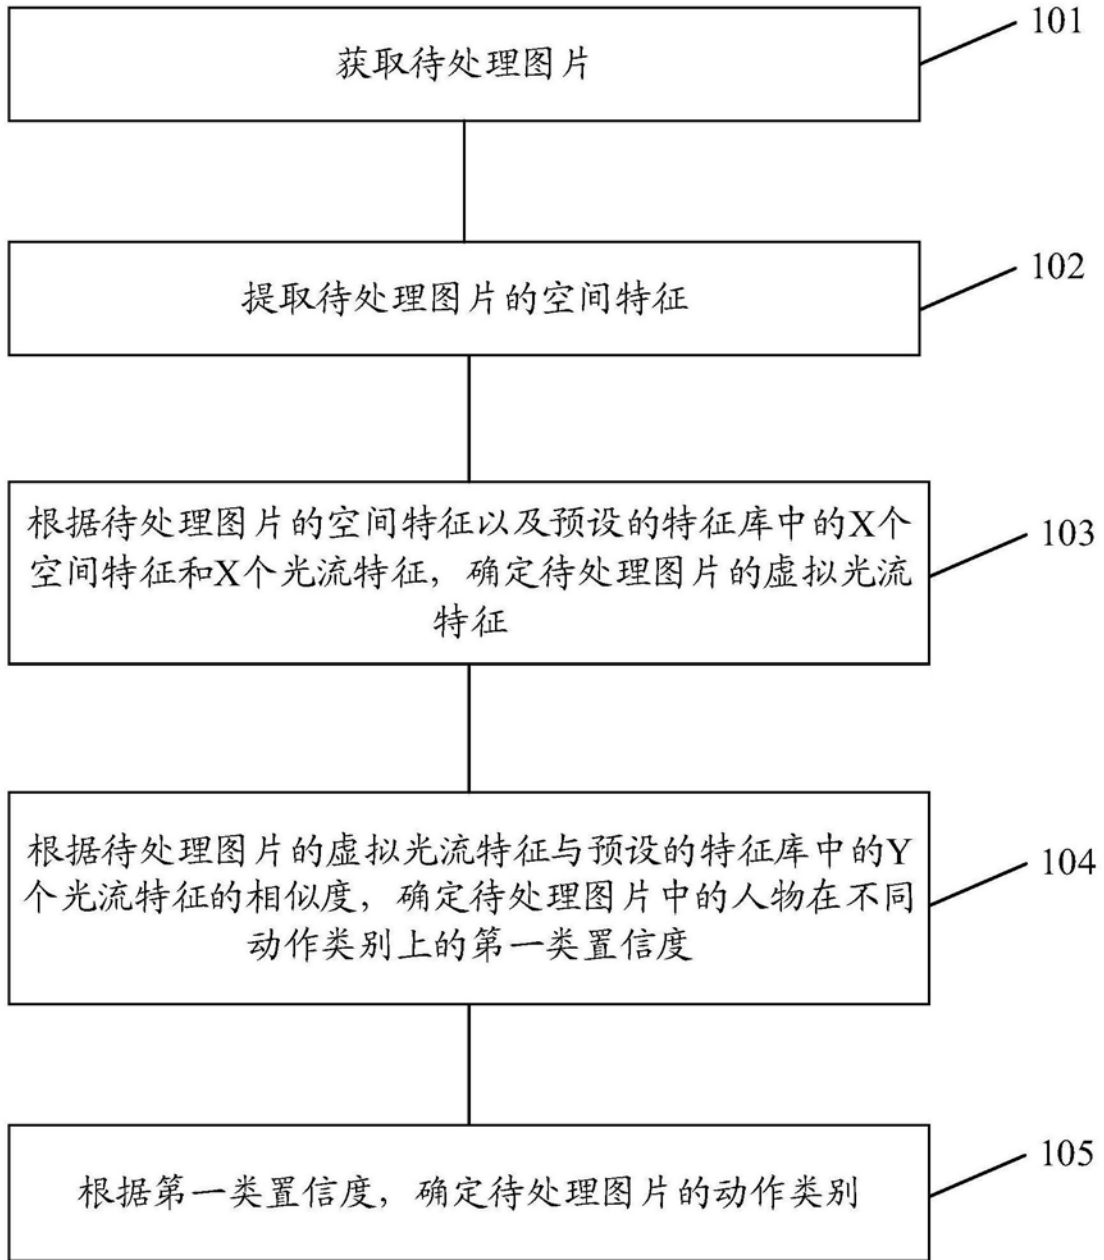 获取待处理图片
101
提取待处理图片的空间特征
102
根据待处理图片的空间特征以及预设的特征库中的X个
空间特征和X个光流特征，确定待处理图片的虚拟光流
特征
103
根据待处理图片的虚拟光流特征与预设的特征库中的Y
个光流特征的相似度，确定待处理图片中的人物在不同
动作类别上的第一类置信度
104
根据第一类置信度，确定待处理图片的动作类别
105